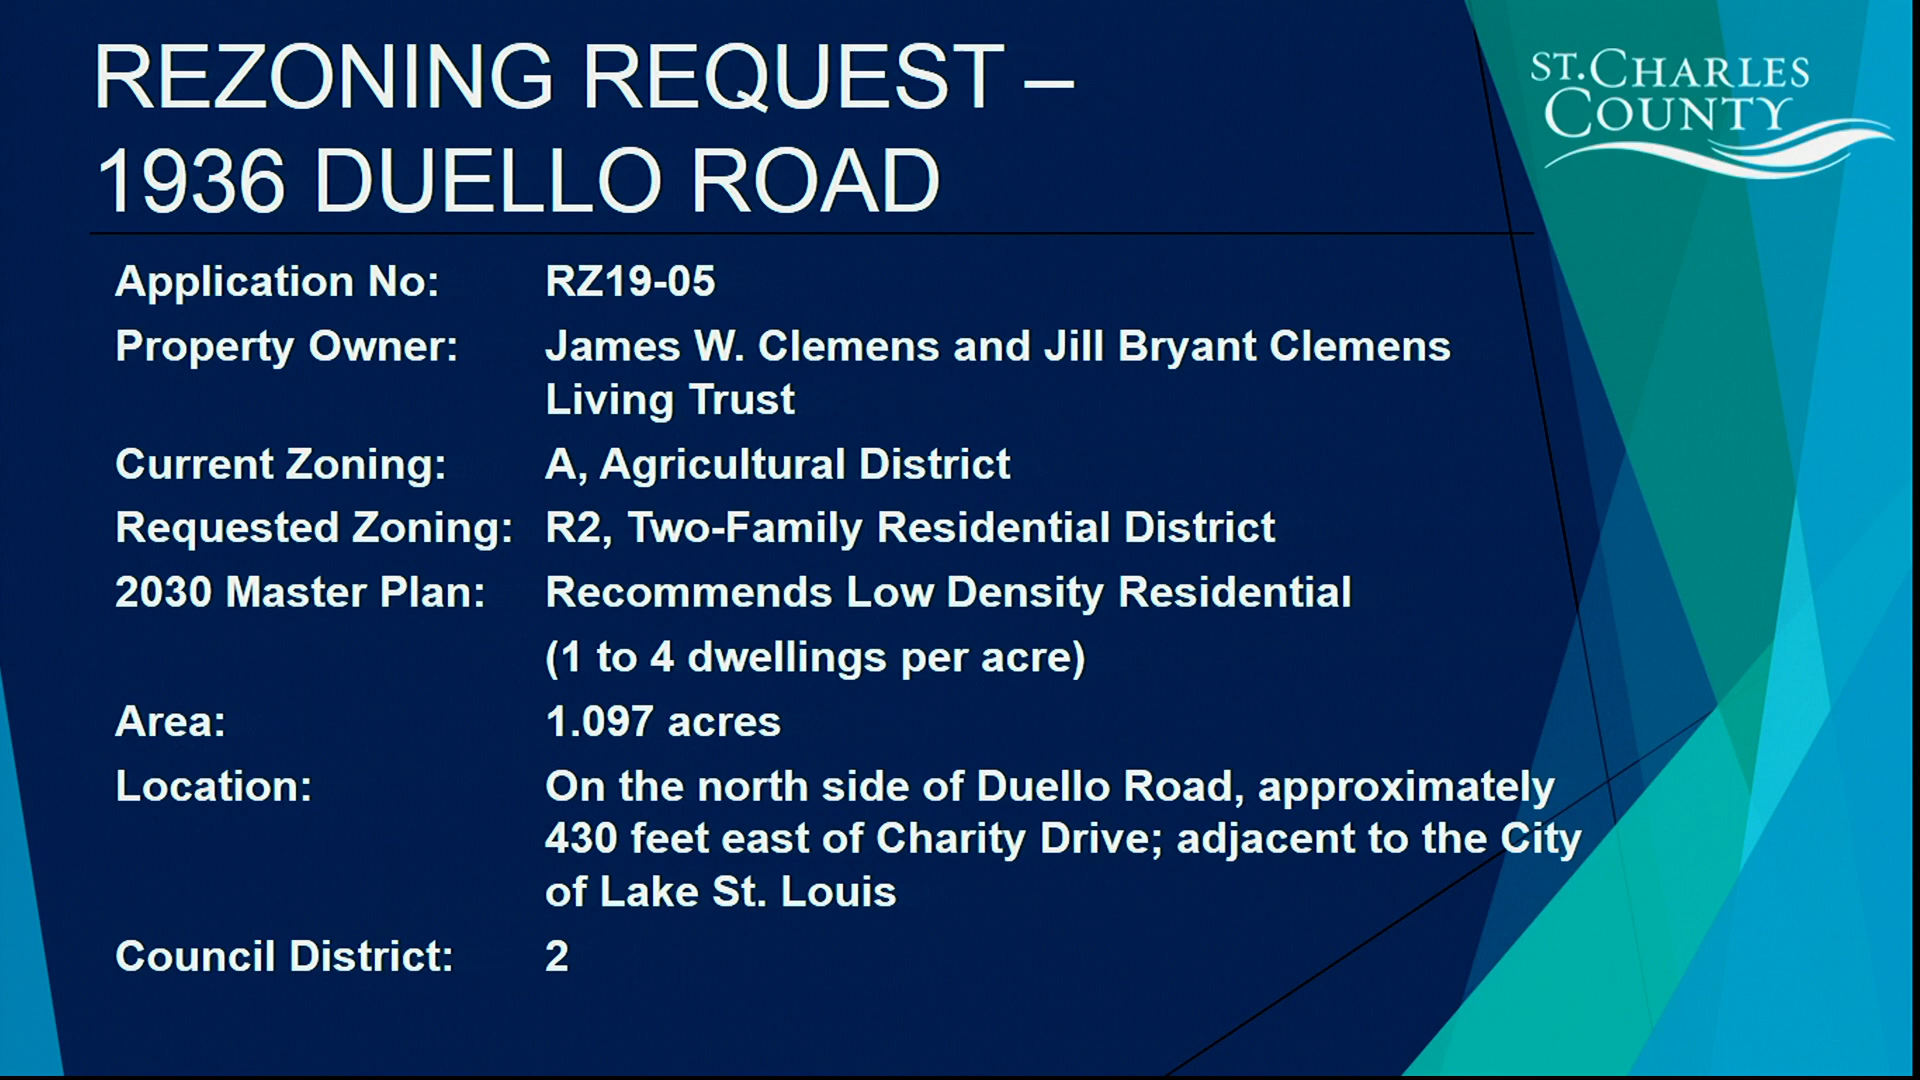 REZONING REQUEST –
1936 DUELLO ROAD
ST. CHARLES
COUNTY
Application No: RZ19-05
Property Owner: James W. Clemens and Jill Bryant Clemens
Living Trust
Current Zoning: A, Agricultural District
Requested Zoning: R2, Two-Family Residential District
2030 Master Plan: Recommends Low Density Residential
(1 to 4 dwellings per acre)
Area: 1.097 acres
Location: On the north side of Duello Road, approximately
430 feet east of Charity Drive; adjacent to the City
of Lake St. Louis
Council District: 2